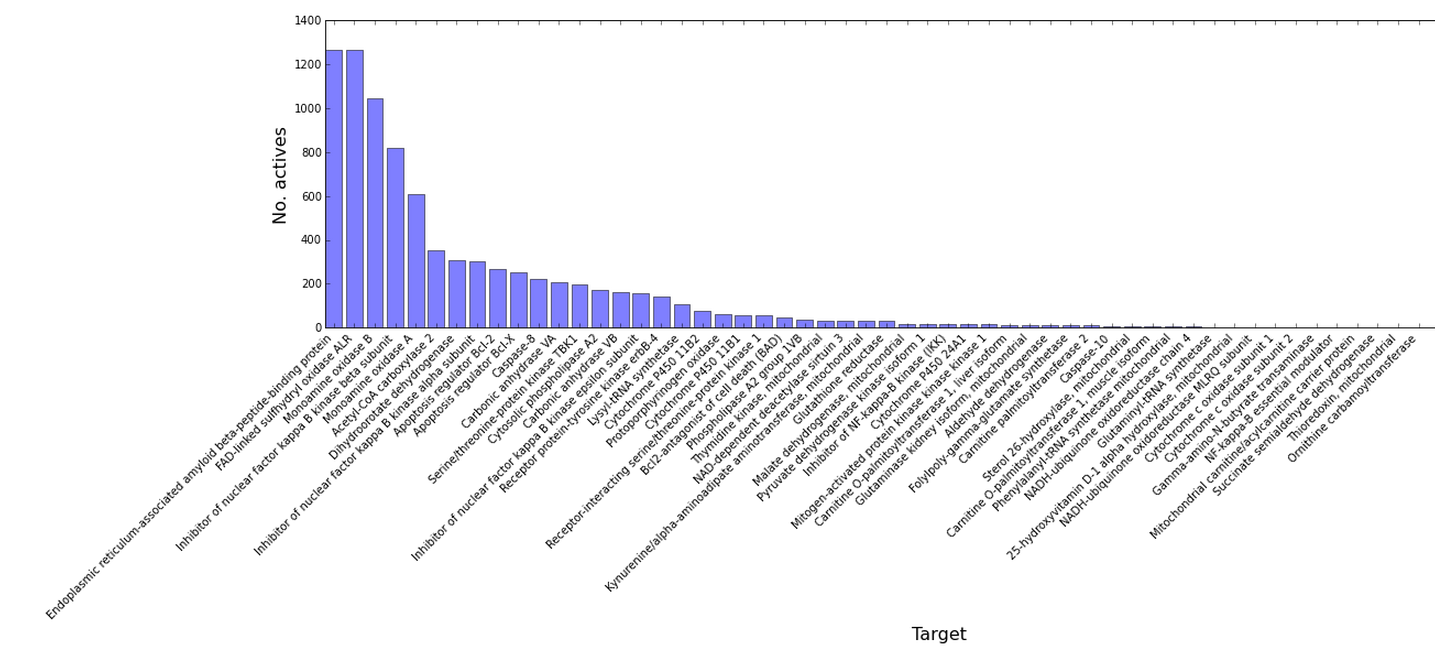 1400
1200
1000
800
600
400
200
0
No. actives
Endoplasmic reticulum-associated amyloid beta-peptide-binding protein
FAD-linked sulfhydryl oxidase ALR
Monoamine oxidase B
Inhibitor of nuclear factor kappa B kinase beta subunit
Monoamine oxidase A
Acetyl-CoA carboxylase 2
Dihydroorotate dehydrogenase
Inhibitor of nuclear factor kappa B kinase alpha subunit
Apoptosis regulator Bcl-2
Apoptosis regulator Bcl-X
Caspase-8
Carbonic anhydrase VA
Serine/threonine-protein kinase TBK1
Cytosolic phospholipase A2
Carbonic anhydrase VB
Inhibitor of nuclear factor kappa B kinase epsilon subunit
Receptor protein-tyrosine kinase erbB-4
Lysyl-tRNA synthetase
Cytochrome P450 11B2
Protoporphyrinogen oxidase
Cytochrome P450 11B1
Receptor-interacting serine/threonine-protein kinase 1
Bcl2-antagonist of cell death (BAD)
Phospholipase A2 group 1VB
Thymidine kinase, mitochondrial
NAD-dependent deacetylase sirtuin 3
Kynurenine/alpha-aminoadipate aminotransferase, mitochondrial
Glutathione reductase
Malate dehydrogenase, mitochondrial
Pyruvate dehydrogenase kinase isoform 1
Inhibitor of NF-kappa-B kinase (IKK)
Cytochrome P450 24A1
Mitogen-activated protein kinase kinase kinase 1
Carnitine O-palmitoyltransferase 1, liver isoform
Glutaminase kidney isoform, mitochondrial
Aldehyde dehydrogenase
Folylpoly-gamma-glutamate synthetase
Carnitine palmitoyltransferase 2
Caspase-10
Sterol 26-hydroxylase, mitochondrial
Carnitine O-palmitoyltransferase 1, muscle isoform
Phenylalanyl-tRNA synthetase mitochondrial
NADH-ubiquinone oxidoreductase chain 4
Glutaminyl-tRNA synthetase
25-hydroxyvitamin D-1 alpha hydroxylase, mitochondrial
NADH-ubiquinone oxidoreductase MLRQ subunit
Cytochrome c oxidase subunit 1
Cytochrome c oxidase subunit 2
Gamma-amino-N-butyrate transaminase
NF-kappa-B essential modulator
Mitochondrial carnitine/acylcarnitine carrier protein
Succinate semialdehyde dehydrogenase
Thioredoxin, mitochondrial
Ornithine carbamoyltransferase
Target